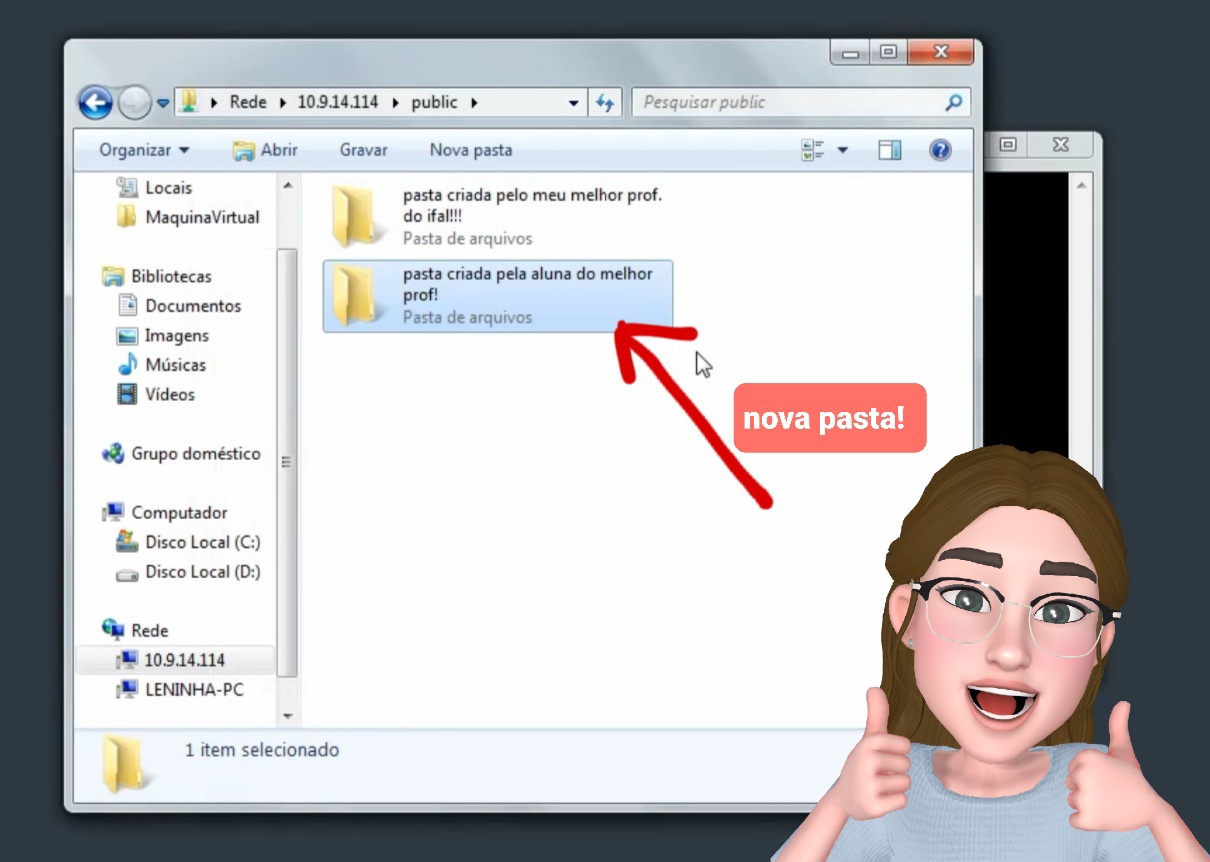 Rede
10.9.14.114
public
Pesquisar public
Organizar
Abrir
Gravar
Nova pasta
Locais
MaquinaVirtual
Bibliotecas
Documentos
Imagens
Músicas
Vídeos
Grupo doméstico
Computador
Disco Local (C:)
Disco Local (D:)
Rede
10.9.14.114
LENINHA-PC
pasta criada pelo meu melhor prof.
do ifal!!!
Pasta de arquivos
pasta criada pela aluna do melhor
prof!
Pasta de arquivos
nova pasta!
1 item selecionado